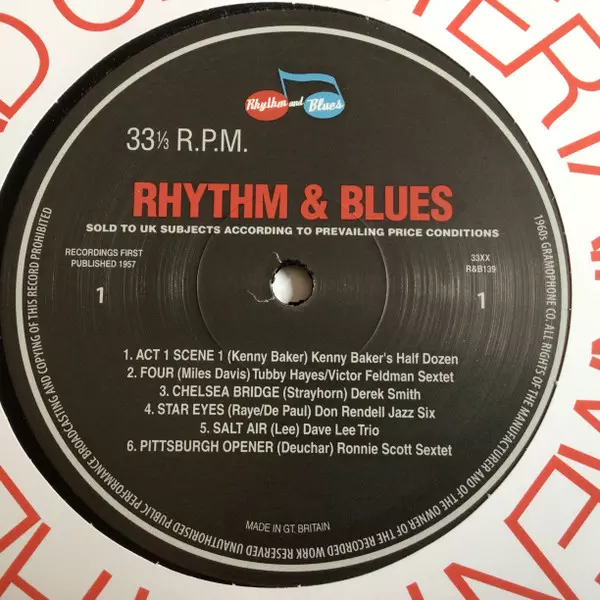 Rhythm and Blues
33⅓ R.P.M.
RHYTHM & BLUES
SOLD TO UK SUBJECTS ACCORDING TO PREVAILING PRICE CONDITIONS
RECORDINGS FIRST
PUBLISHED 1957
33XX
R&B139
1
1
1. ACT 1 SCENE 1 (Kenny Baker) Kenny Baker's Half Dozen
2. FOUR (Miles Davis) Tubby Hayes/Victor Feldman Sextet
3. CHELSEA BRIDGE (Strayhorn) Derek Smith
4. STAR EYES (Raye/De Paul) Don Rendell Jazz Six
5. SALT AIR (Lee) Dave Lee Trio
6. PITTSBURGH OPENER (Deuchar) Ronnie Scott Sextet
MADE IN GT. BRITAIN
1960s GRAMOPHONE CO. ALL RIGHTS OF THE MANUFACTURER AND OF THE OWNER OF THE RECORDED WORK RESERVED UNAUTHORISED PUBLIC PERFORMANCE BROADCASTING AND COPYING OF THIS RECORD PROHIBITED